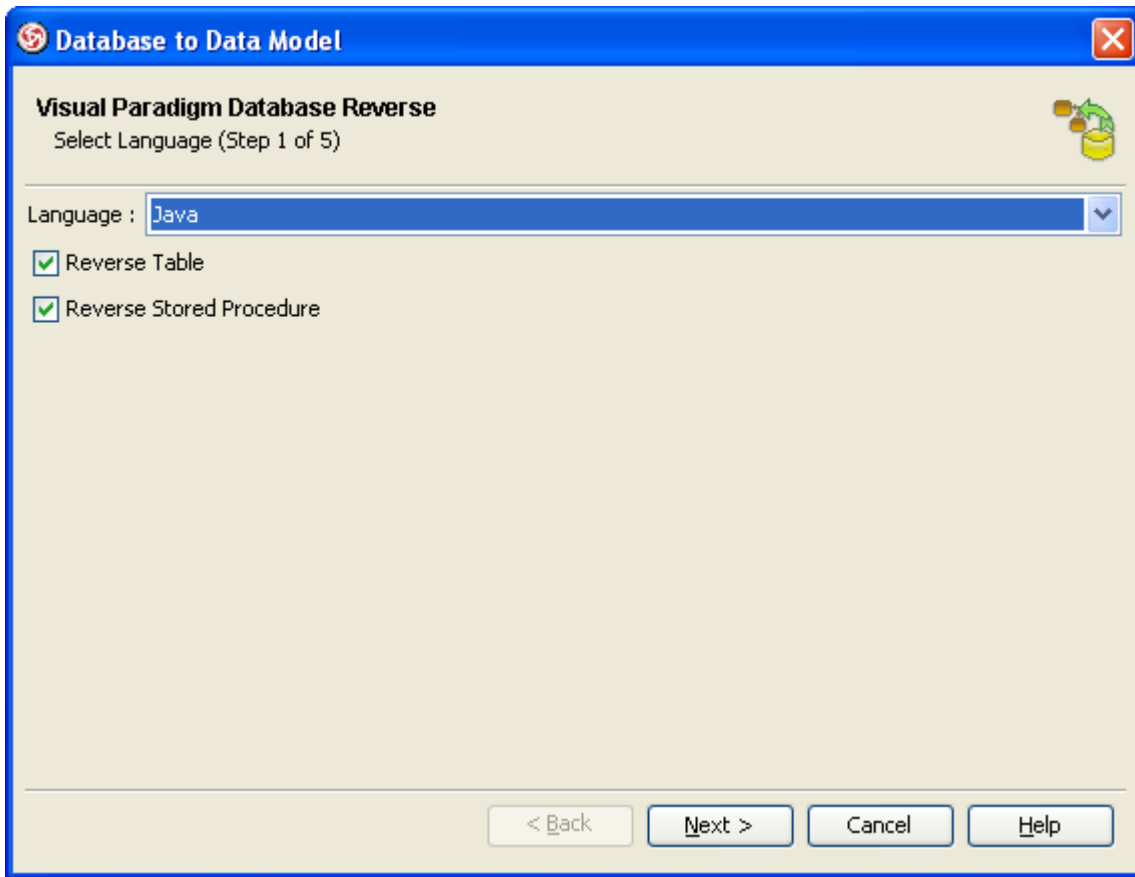 Database to Data Model
Visual Paradigm Database Reverse
Select Language (Step 1 of 5)
Language : Java
Reverse Table
Reverse Stored Procedure
< Back Next > Cancel Help